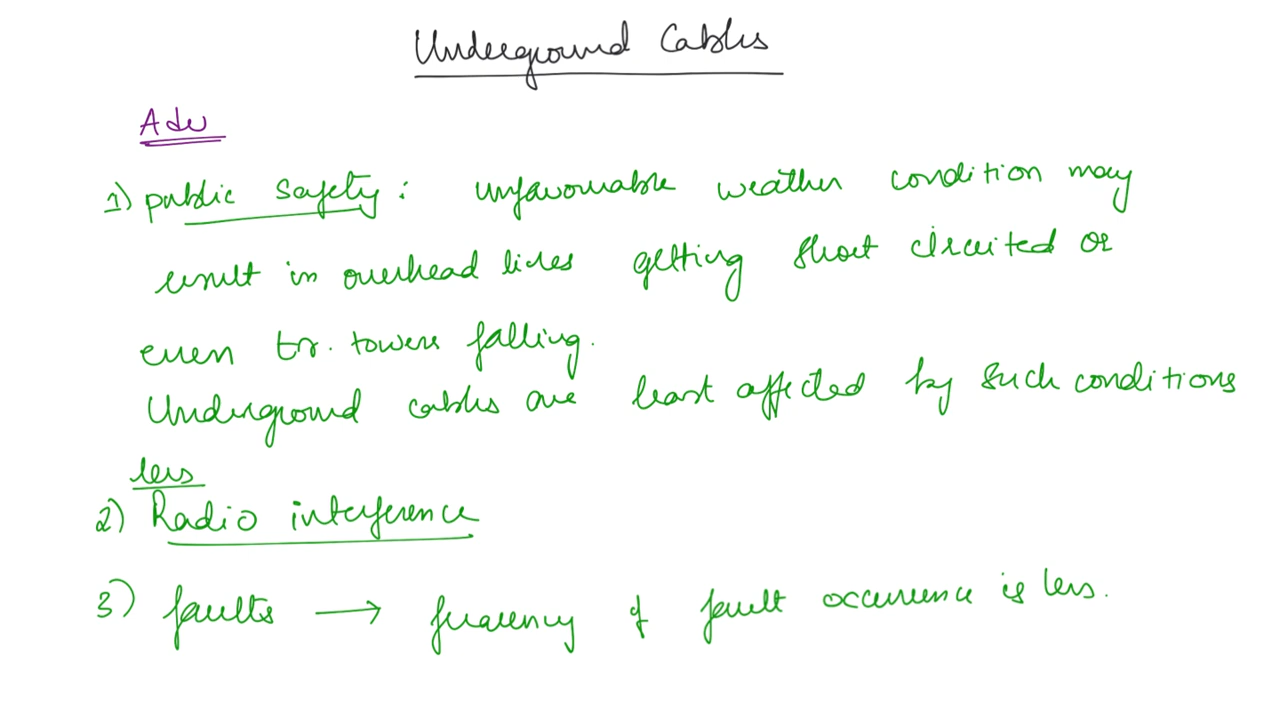 Underground Cables
Adv
1) public Safety : unfavourable weather condition may
result in overhead lines getting short circuited or
even tr. towers falling.
Underground cables are least affected by such conditions
less
2) Radio interference
3) faults → frequency of fault occurrence is less.